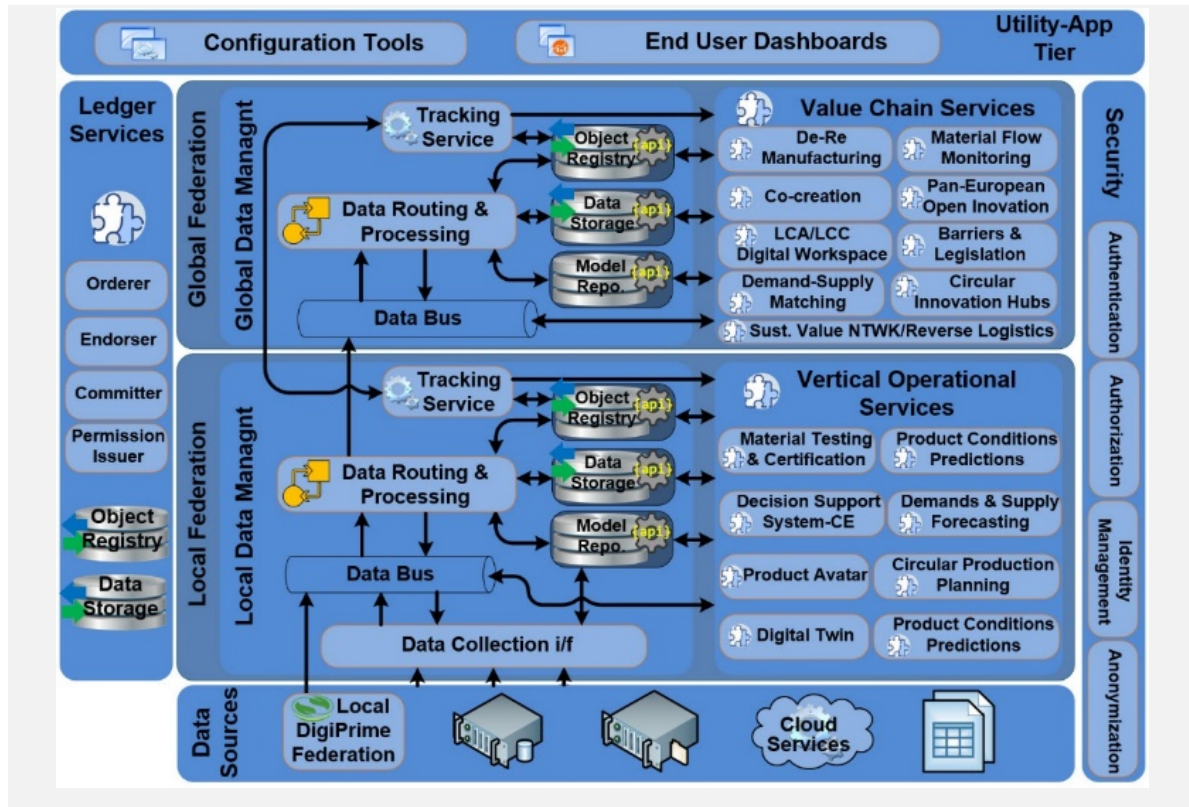 Configuration Tools
End User Dashboards
Utility-App
Tier
Ledger
Services
Orderer
Endorser
Committer
Permission
Issuer
Object
Registry
Data
Storage
Global Federation
Global Data Managnt
Tracking
Service
Object
Registry
{api}
Data Routing &
Processing
Data
Storage
{api}
Model
Repo.
{api}
Data Bus
Value Chain Services
De-Re
Manufacturing
Material Flow
Monitoring
Co-creation
Pan-European
Open Inovation
LCA/LCC
Digital Workspace
Barriers &
Legislation
Demand-Supply
Matching
Circular
Innovation Hubs
Sust. Value NTWK/Reverse Logistics
Local Federation
Local Data Managnt
Tracking
Service
Object
Registry
{api}
Data Routing &
Processing
Data
Storage
{api}
Model
Repo.
{api}
Data Bus
Data Collection i/f
Vertical Operational
Services
Material Testing
& Certification
Product Conditions
Predictions
Decision Support
System-CE
Demands & Supply
Forecasting
Product Avatar
Circular Production
Planning
Digital Twin
Product Conditions
Predictions
Security
Authentication
Authorization
Identity
Management
Anonymization
Data
Sources
Local
DigiPrime
Federation
Cloud
Services